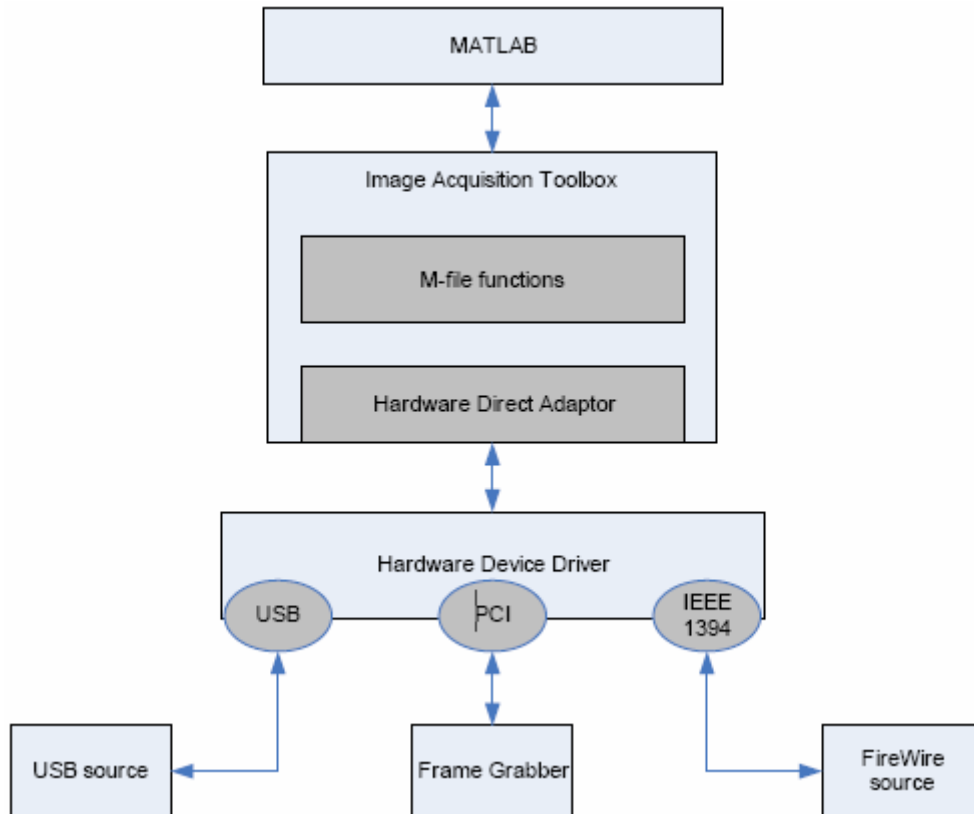 MATLAB
Image Acquisition Toolbox
M-file functions
Hardware Direct Adaptor
Hardware Device Driver
USB
PCI
IEEE
1394
USB source
Frame Grabber
FireWire
source